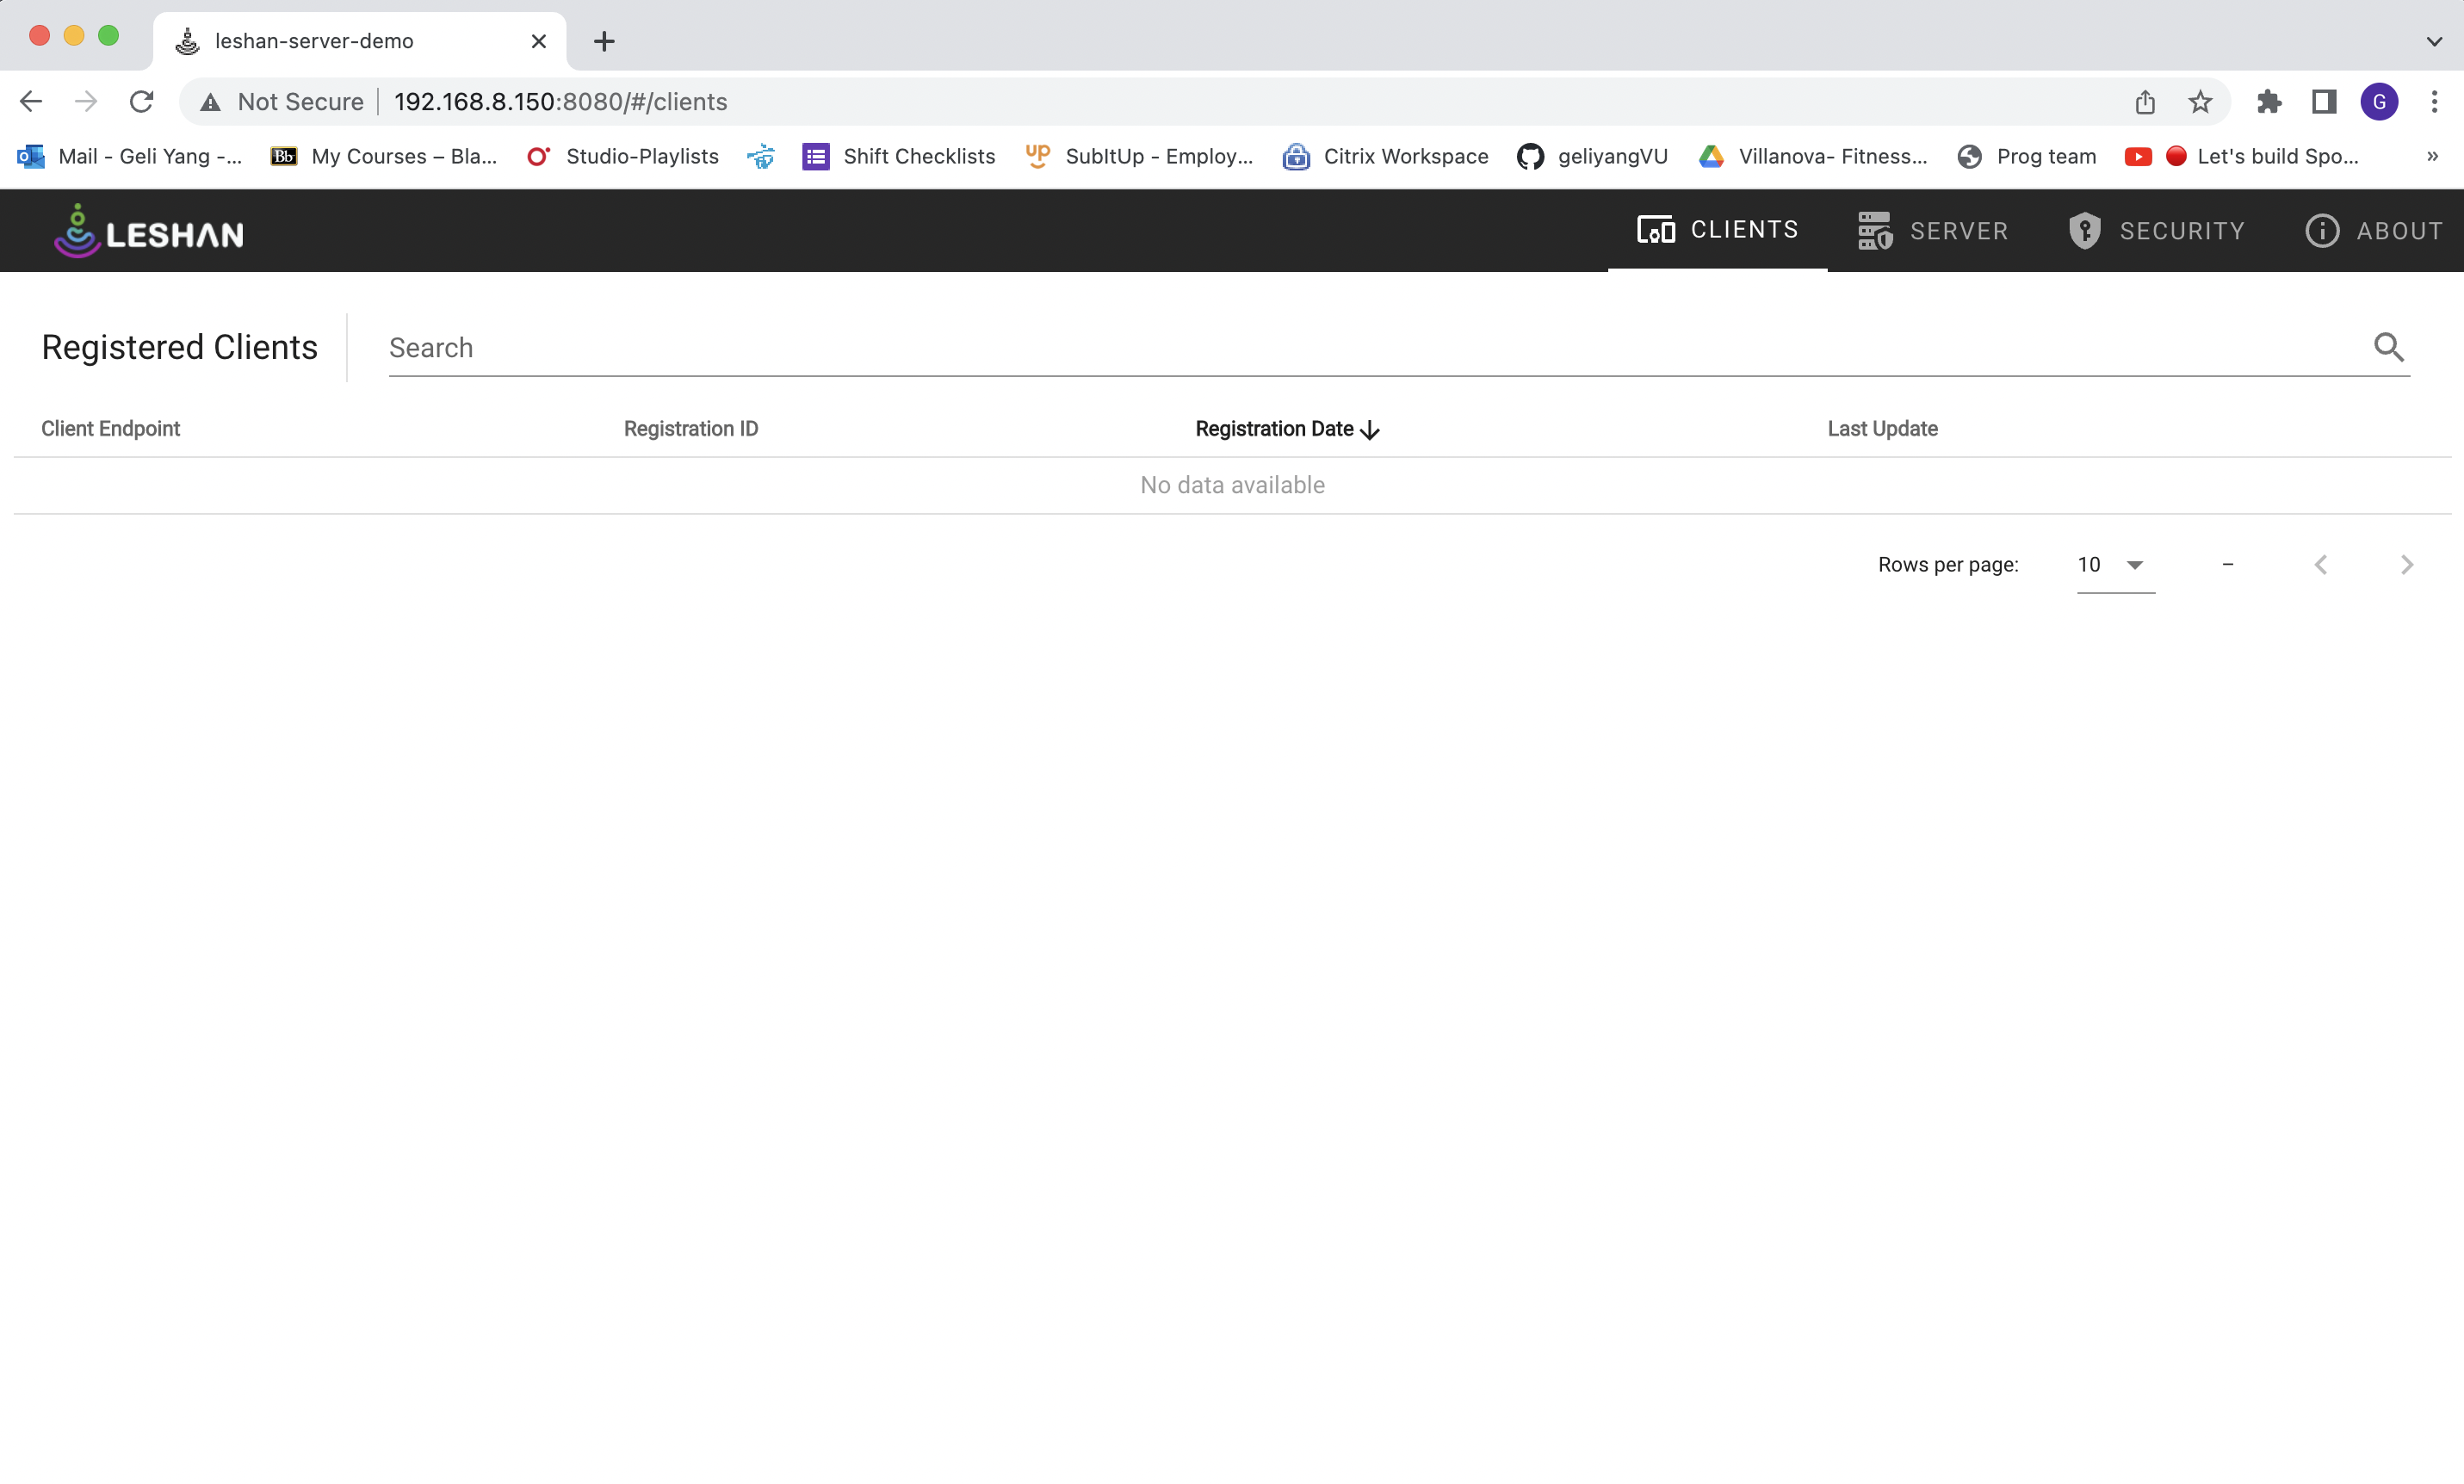 leshan-server-demo
Not Secure 192.168.8.150:8080/#/clients
G
Mail - Geli Yang -... Bb My Courses – Bla... Studio-Playlists Shift Checklists up SubItUp - Employ... Citrix Workspace geliyangVU Villanova- Fitness... Prog team Let's build Spo... »
LESHAN CLIENTS SERVER SECURITY ABOUT
Registered Clients Search
Client Endpoint Registration ID Registration Date Last Update
No data available
Rows per page: 10 –